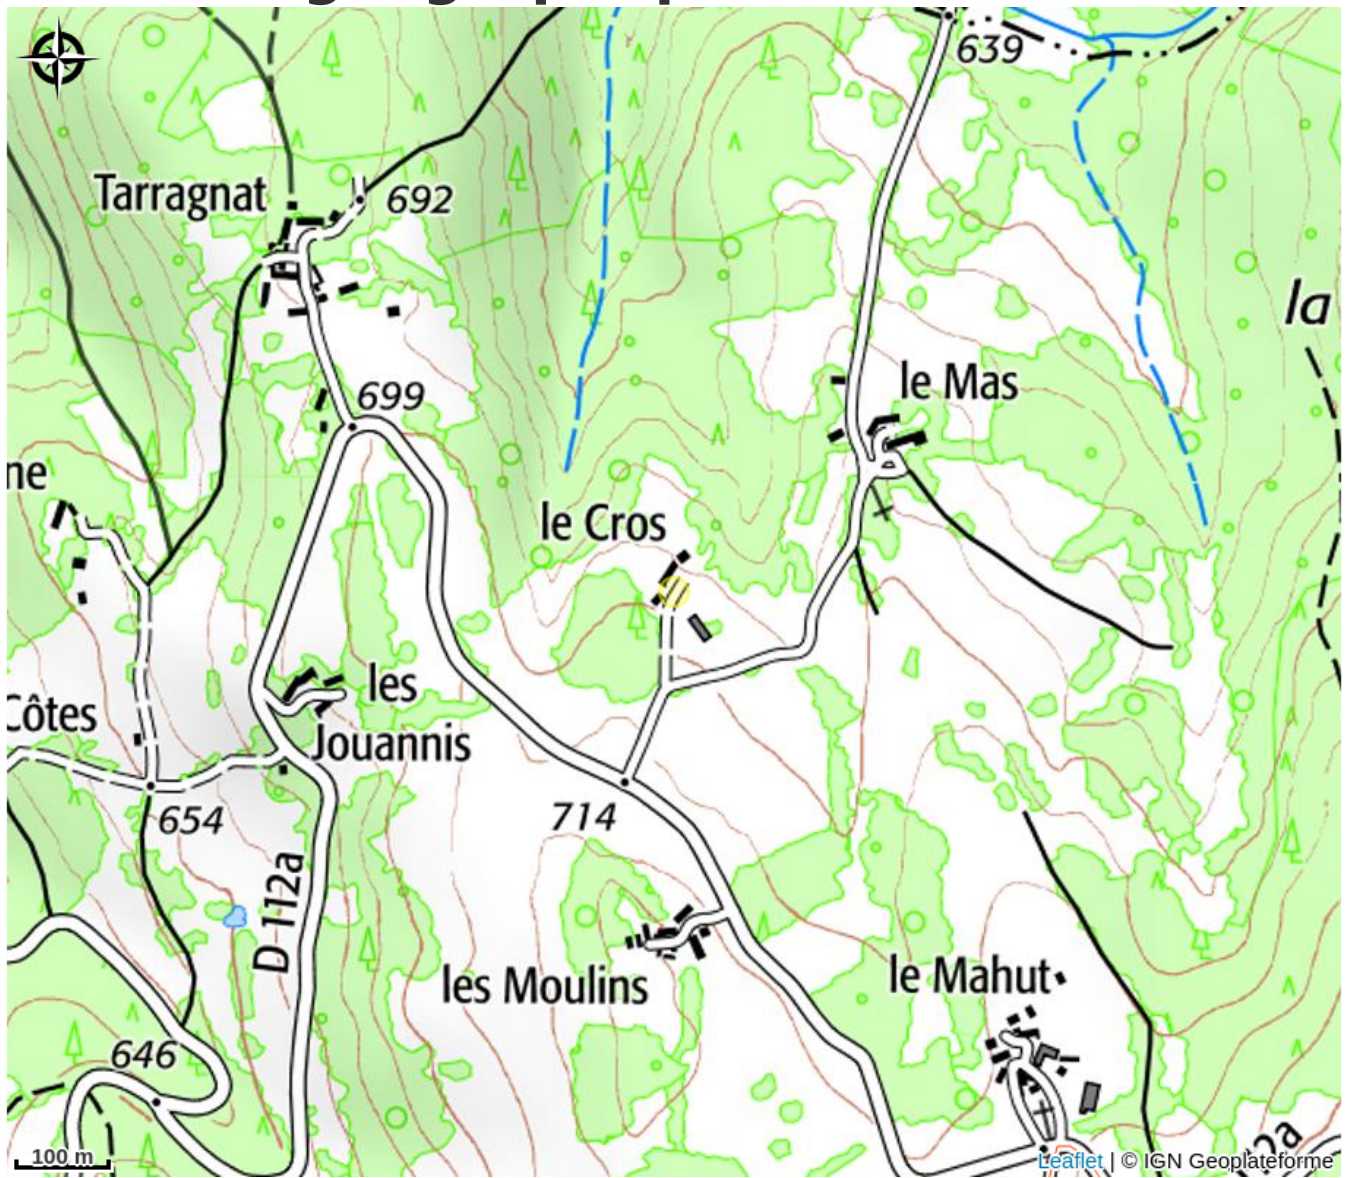 639
Tarragnat
692
la
le Mas
699
ne
le Cros
les
Jouannis
Côtes
714
654
D 112a
les Moulins
le Mahut
646
2a
100 m
Leaflet | © IGN Geoplateforme